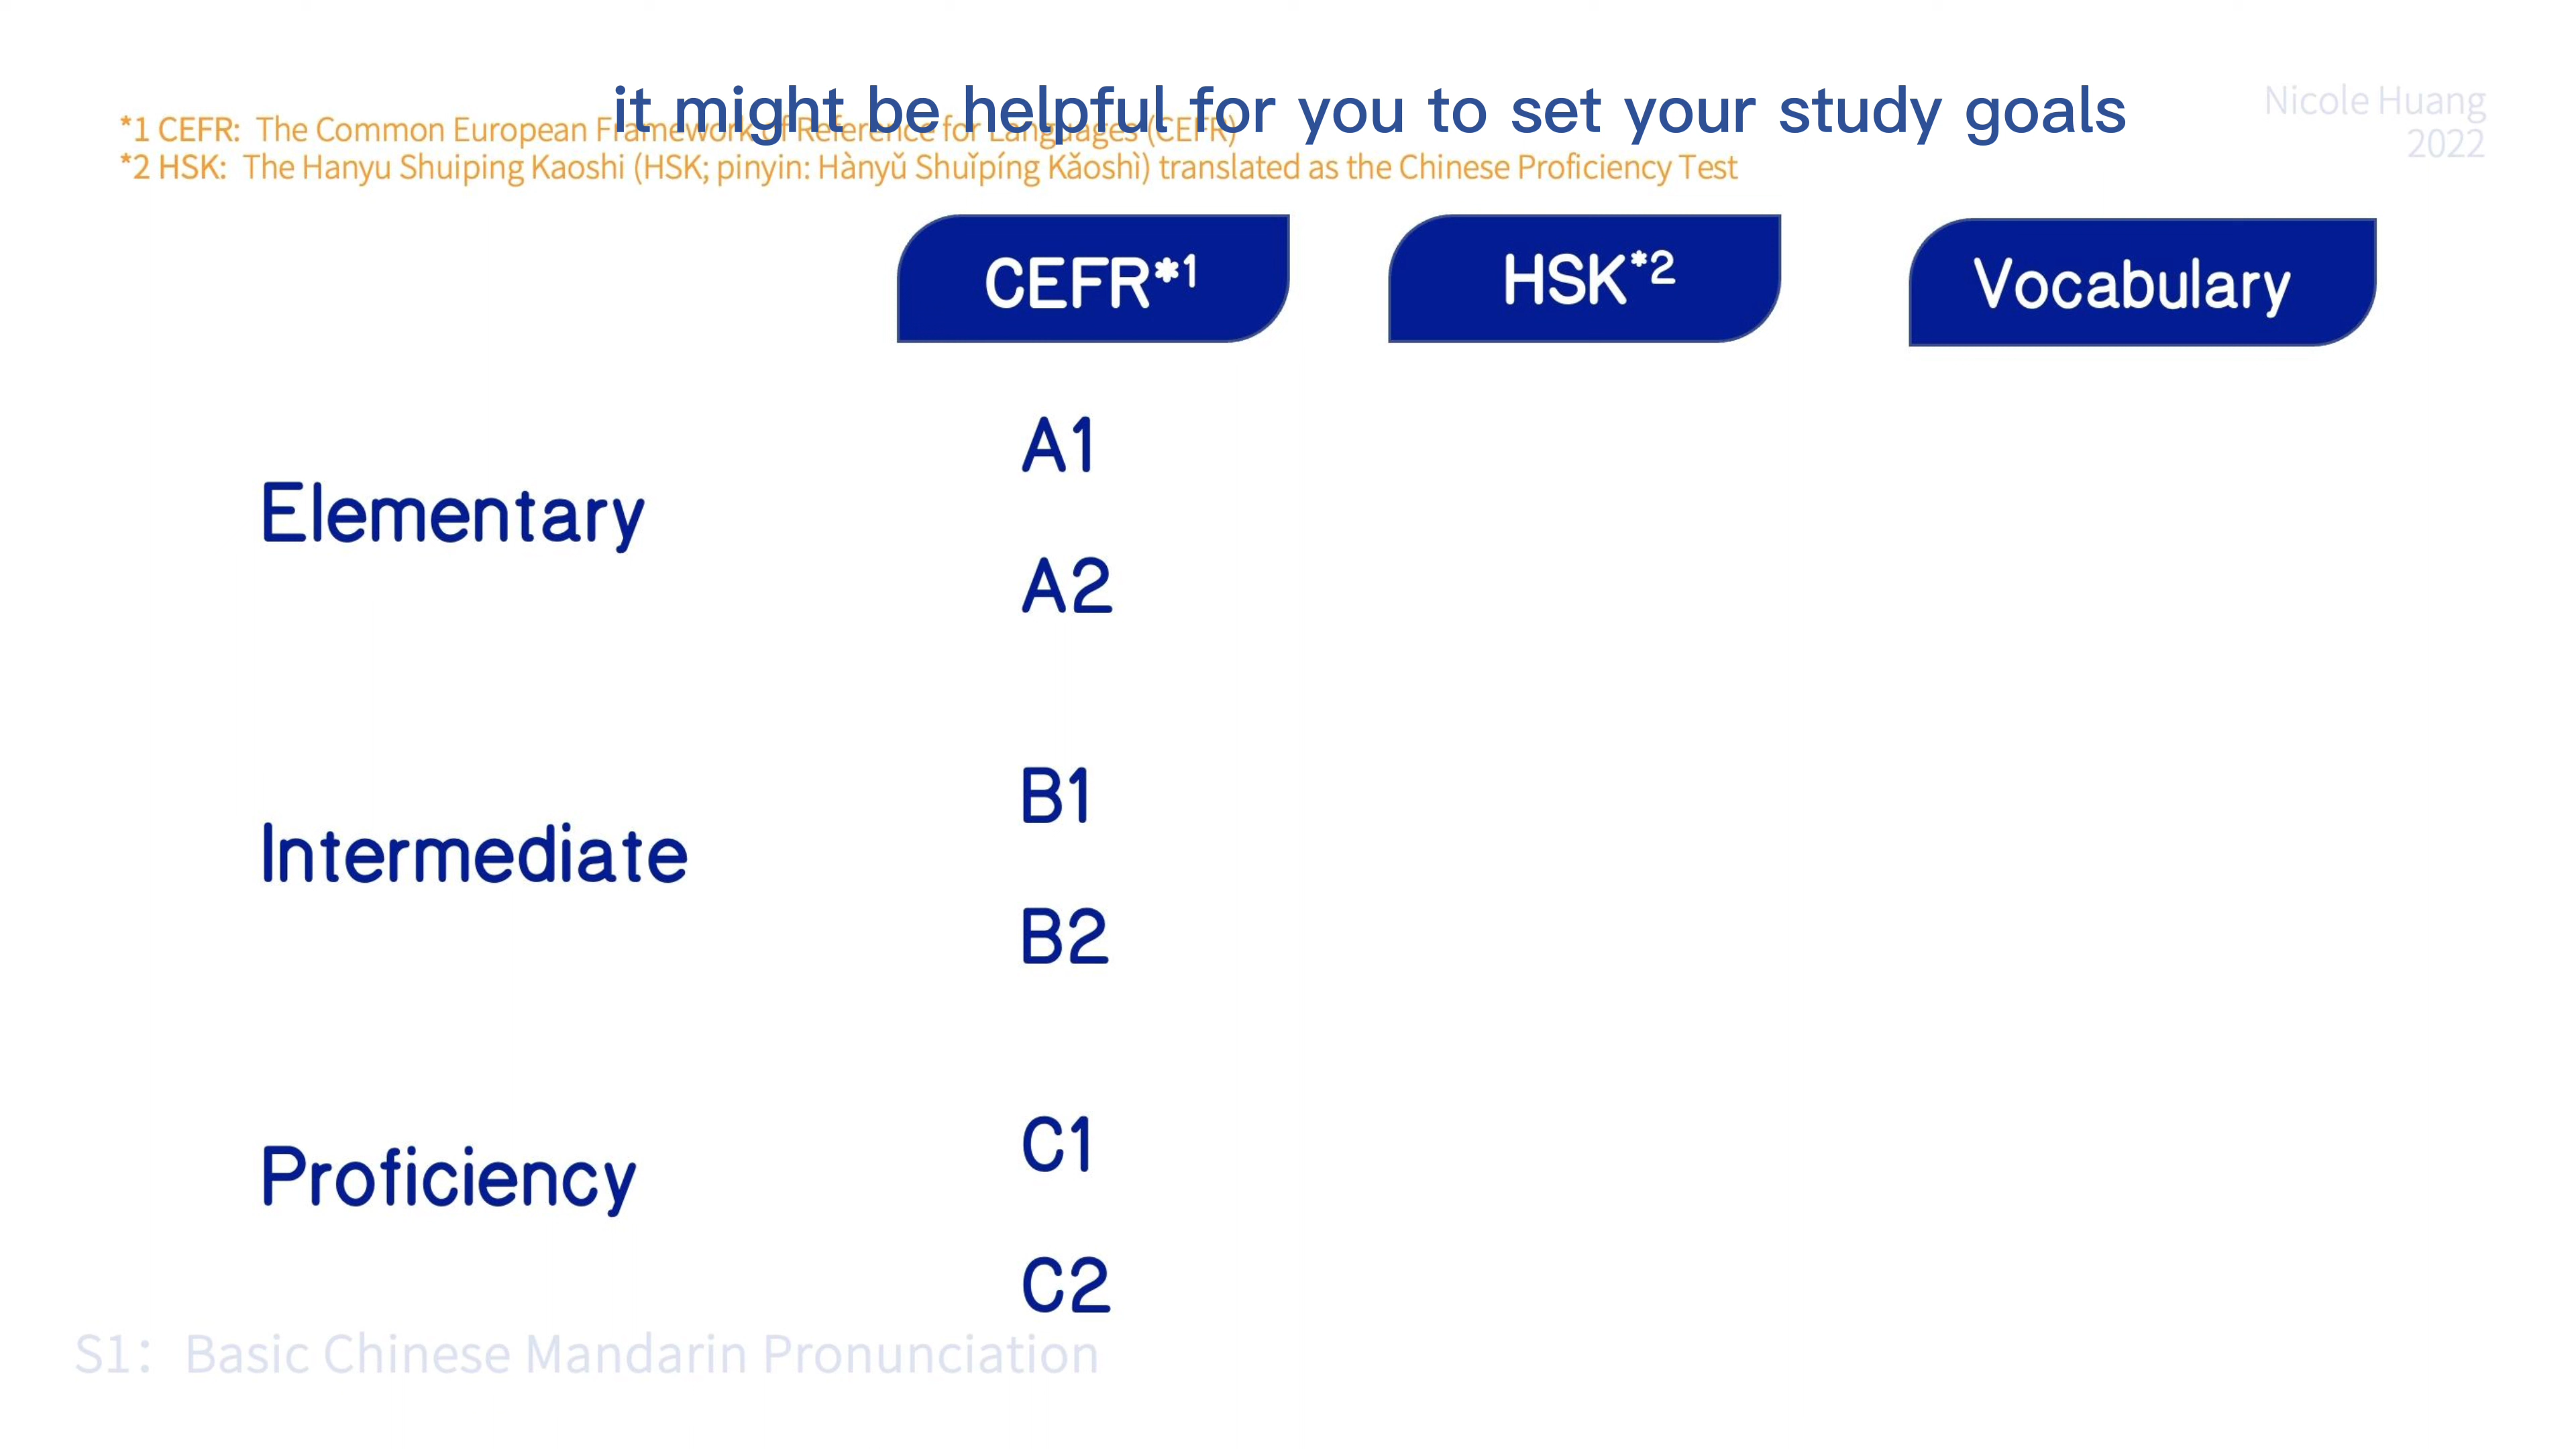 it might be helpful for you to set your study goals
Nicole Huang
2022
*1 CEFR: The Common European Framework of Reference for Languages (CEFR)
*2 HSK: The Hanyu Shuiping Kaoshi (HSK; pinyin: Hànyǔ Shuǐpíng Kǎoshì) translated as the Chinese Proficiency Test
CEFR*1 HSK*2 Vocabulary
A1
Elementary
A2
B1
Intermediate
B2
C1
Proficiency
C2
S1: Basic Chinese Mandarin Pronunciation